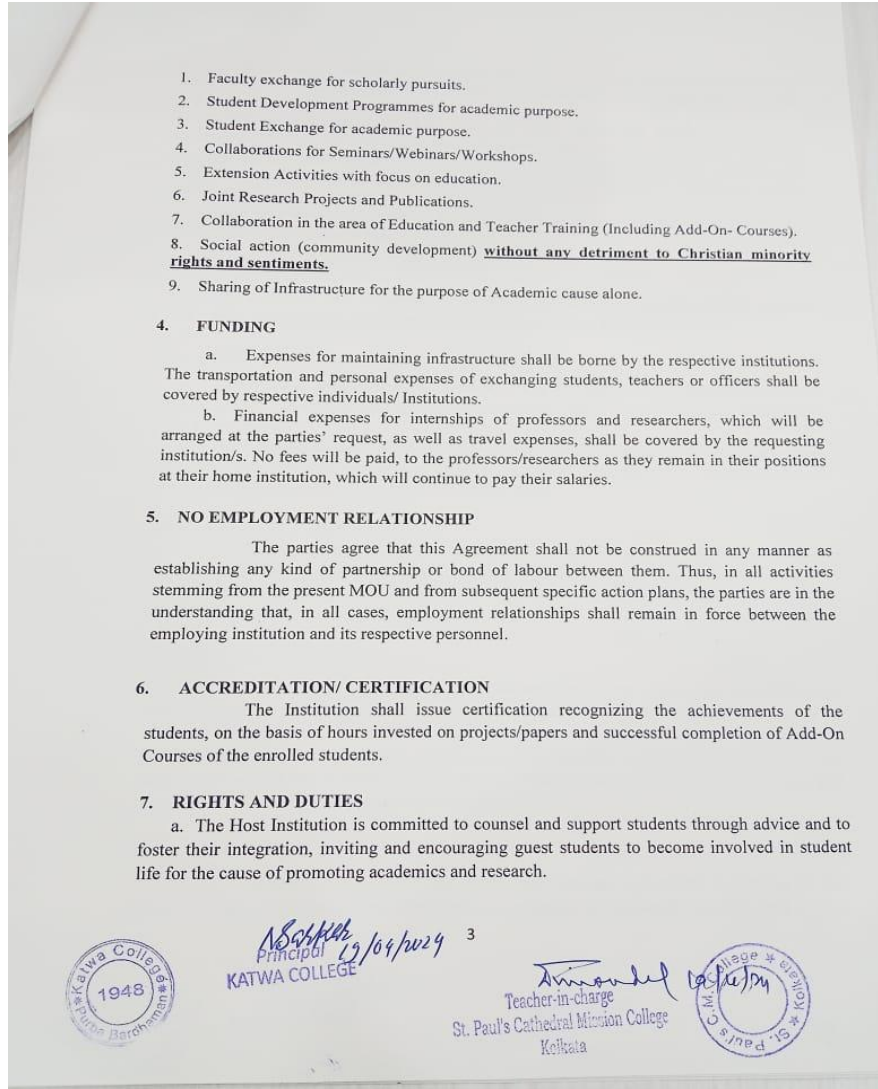 1. Faculty exchange for scholarly pursuits.
2. Student Development Programmes for academic purpose.
3. Student Exchange for academic purpose.
4. Collaborations for Seminars/Webinars/Workshops.
5. Extension Activities with focus on education.
6. Joint Research Projects and Publications.
7. Collaboration in the area of Education and Teacher Training (Including Add-On- Courses).
8. Social action (community development) without any detriment to Christian minority
rights and sentiments.
9. Sharing of Infrastructure for the purpose of Academic cause alone.
4. FUNDING
a. Expenses for maintaining infrastructure shall be borne by the respective institutions.
The transportation and personal expenses of exchanging students, teachers or officers shall be
covered by respective individuals/ Institutions.
b. Financial expenses for internships of professors and researchers, which will be
arranged at the parties' request, as well as travel expenses, shall be covered by the requesting
institution/s. No fees will be paid, to the professors/researchers as they remain in their positions
at their home institution, which will continue to pay their salaries.
5. NO EMPLOYMENT RELATIONSHIP
The parties agree that this Agreement shall not be construed in any manner as
establishing any kind of partnership or bond of labour between them. Thus, in all activities
stemming from the present MOU and from subsequent specific action plans, the parties are in the
understanding that, in all cases, employment relationships shall remain in force between the
employing institution and its respective personnel.
6. ACCREDITATION/ CERTIFICATION
The Institution shall issue certification recognizing the achievements of the
students, on the basis of hours invested on projects/papers and successful completion of Add-On
Courses of the enrolled students.
7. RIGHTS AND DUTIES
a. The Host Institution is committed to counsel and support students through advice and to
foster their integration, inviting and encouraging guest students to become involved in student
life for the cause of promoting academics and research.
3
Katwa College
1948
Purba Bardhaman
Principal
KATWA COLLEGE
Teacher-in-charge
St. Paul's Cathedral Mission College
Kolkata
St. Paul's C.M. College
Kolkata